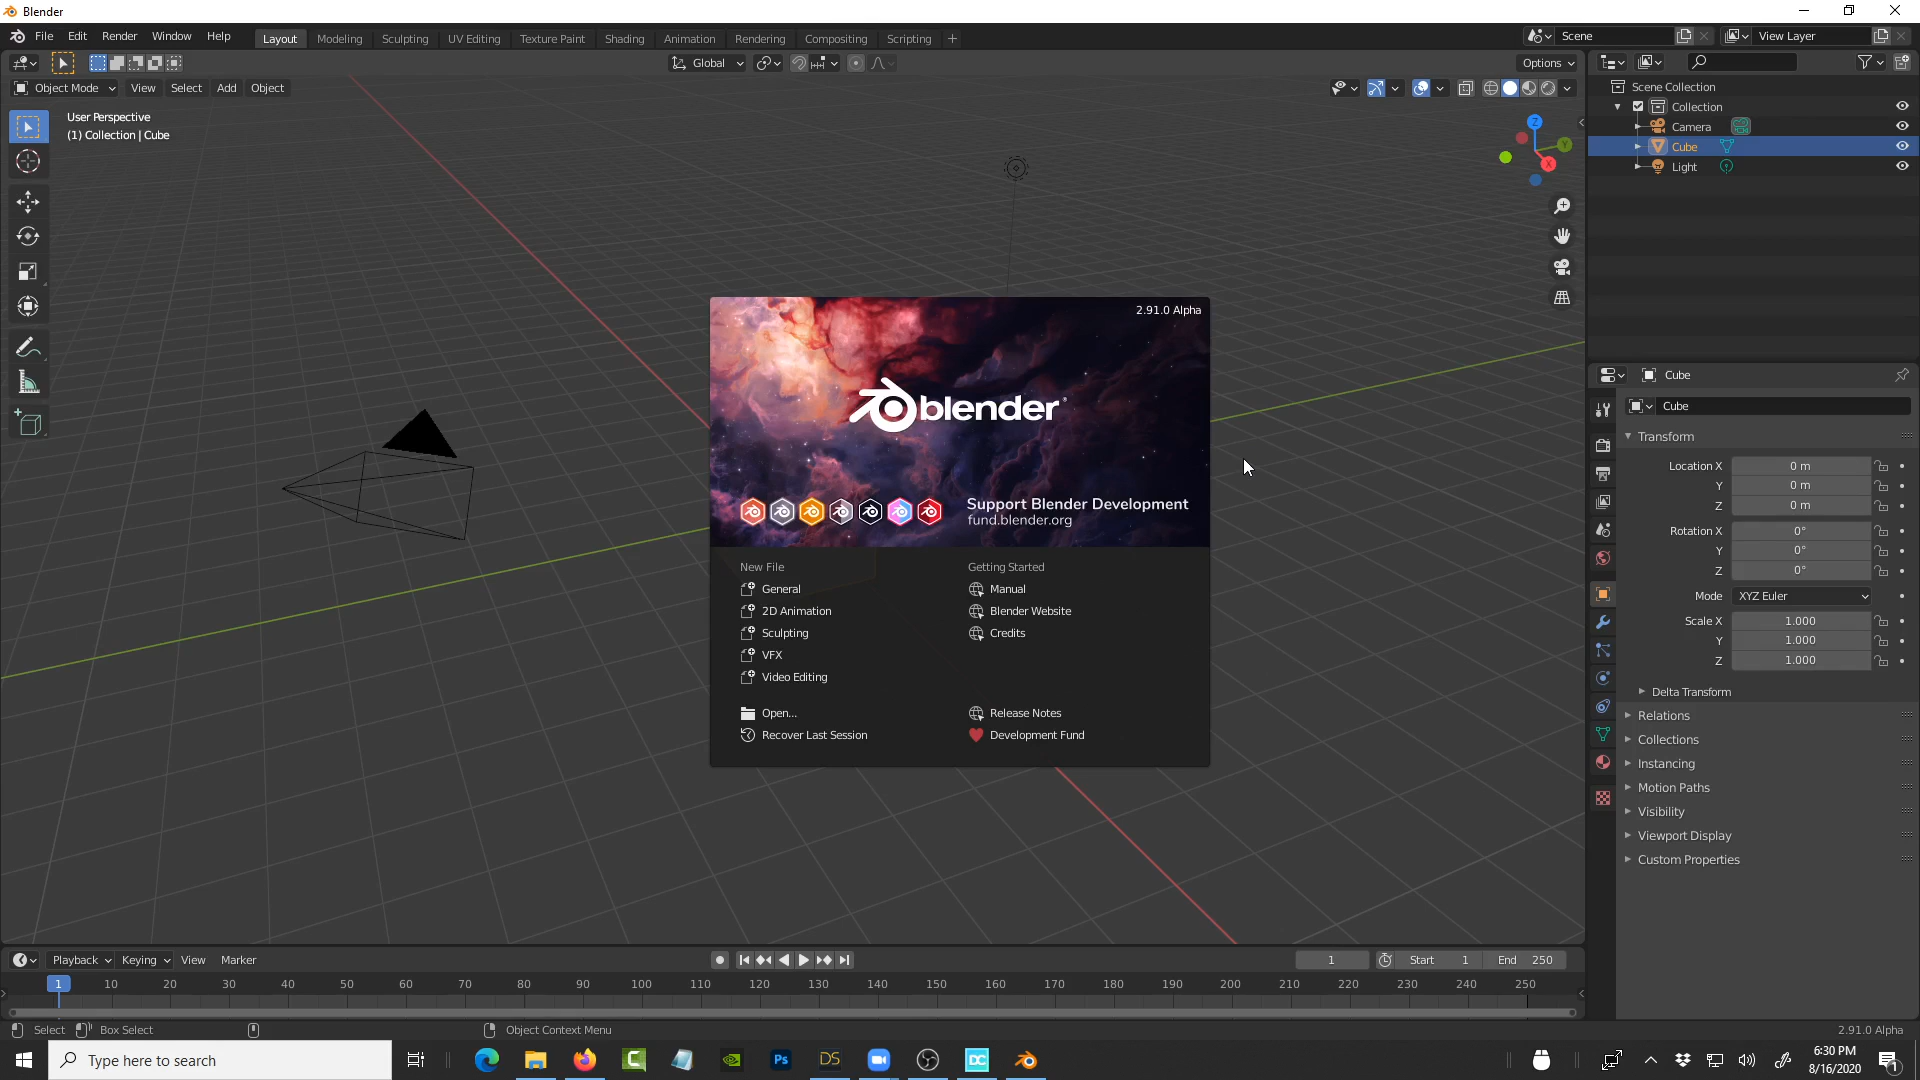 Blender
File Edit Render Window Help Layout Modeling Sculpting UV Editing Texture Paint Shading Animation Rendering Compositing Scripting + Scene View Layer
Global Options
Object Mode View Select Add Object
User Perspective
(1) Collection | Cube
Z
Y
X
Scene Collection
Collection
Camera
Cube
Light
2.91.0 Alpha
blender
Support Blender Development
fund.blender.org
New File
General
2D Animation
Sculpting
VFX
Video Editing
Open...
Recover Last Session
Getting Started
Manual
Blender Website
Credits
Release Notes
Development Fund
Cube
Cube
Transform
Location X 0 m
Y 0 m
Z 0 m
Rotation X 0°
Y 0°
Z 0°
Mode XYZ Euler
Scale X 1.000
Y 1.000
Z 1.000
Delta Transform
Relations
Collections
Instancing
Motion Paths
Visibility
Viewport Display
Custom Properties
Playback Keying View Marker 1 Start 1 End 250
1 10 20 30 40 50 60 70 80 90 100 110 120 130 140 150 160 170 180 190 200 210 220 230 240 250
Select Box Select Object Context Menu 2.91.0 Alpha
Type here to search
C
Ps
DS
DC
6:30 PM
8/16/2020
1